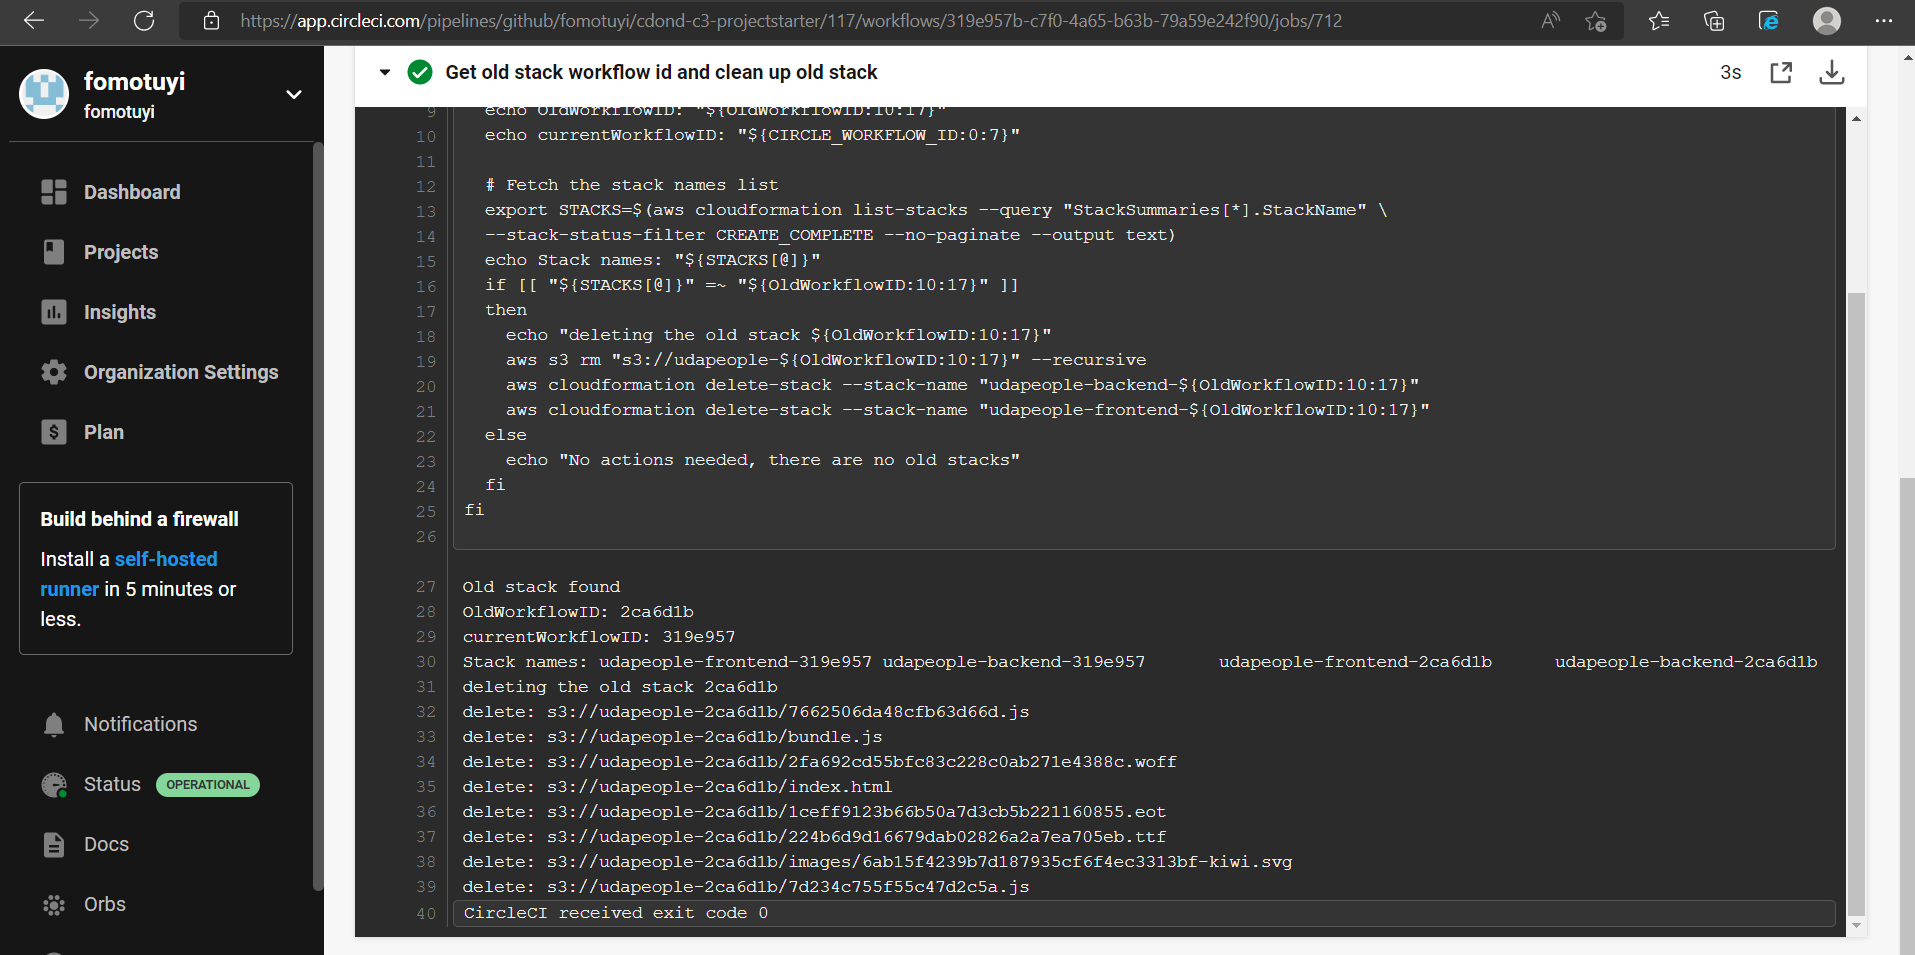 https://app.circleci.com/pipelines/github/fomotuyi/cdond-c3-projectstarter/117/workflows/319e957b-c7f0-4a65-b63b-79a59e242f90/jobs/712
fomotuyi
fomotuyi
Dashboard
Projects
Insights
Organization Settings
Plan
Build behind a firewall
Install a self-hosted
runner in 5 minutes or
less.
Notifications
Status OPERATIONAL
Docs
Orbs
Get old stack workflow id and clean up old stack 3s
9 echo OldWorkflowID: "${OldWorkflowID:10:17}"
10 echo currentWorkflowID: "${CIRCLE_WORKFLOW_ID:0:7}"
11
12 # Fetch the stack names list
13 export STACKS=$(aws cloudformation list-stacks --query "StackSummaries[*].StackName" \
14 --stack-status-filter CREATE_COMPLETE --no-paginate --output text)
15 echo Stack names: "${STACKS[@]}"
16 if [[ "${STACKS[@]}" =~ "${OldWorkflowID:10:17}" ]]
17 then
18 echo "deleting the old stack ${OldWorkflowID:10:17}"
19 aws s3 rm "s3://udapeople-${OldWorkflowID:10:17}" --recursive
20 aws cloudformation delete-stack --stack-name "udapeople-backend-${OldWorkflowID:10:17}"
21 aws cloudformation delete-stack --stack-name "udapeople-frontend-${OldWorkflowID:10:17}"
22 else
23 echo "No actions needed, there are no old stacks"
24 fi
25 fi
26
27 Old stack found
28 OldWorkflowID: 2ca6d1b
29 currentWorkflowID: 319e957
30 Stack names: udapeople-frontend-319e957 udapeople-backend-319e957 udapeople-frontend-2ca6d1b udapeople-backend-2ca6d1b
31 deleting the old stack 2ca6d1b
32 delete: s3://udapeople-2ca6d1b/7662506da48cfb63d66d.js
33 delete: s3://udapeople-2ca6d1b/bundle.js
34 delete: s3://udapeople-2ca6d1b/2fa692cd55bfc83c228c0ab271e4388c.woff
35 delete: s3://udapeople-2ca6d1b/index.html
36 delete: s3://udapeople-2ca6d1b/1ceff9123b66b50a7d3cb5b221160855.eot
37 delete: s3://udapeople-2ca6d1b/224b6d9d16679dab02826a2a7ea705eb.ttf
38 delete: s3://udapeople-2ca6d1b/images/6ab15f4239b7d187935cf6f4ec3313bf-kiwi.svg
39 delete: s3://udapeople-2ca6d1b/7d234c755f55c47d2c5a.js
40 CircleCI received exit code 0